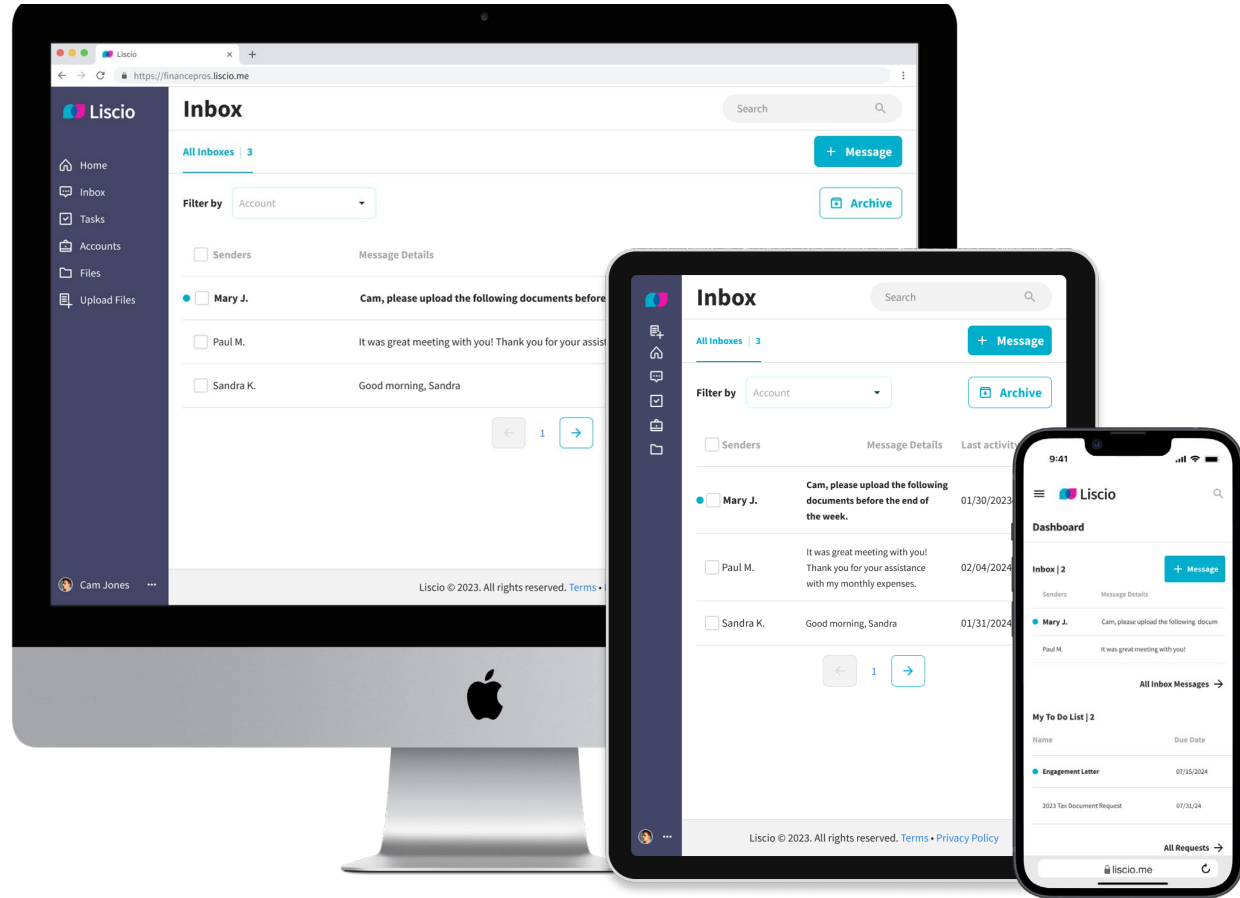 Liscio
https://financepros.liscio.me
Liscio
Home
Inbox
Tasks
Accounts
Files
Upload Files
Cam Jones
Inbox
Search
All Inboxes | 3
+ Message
Filter by Account
Archive
Senders Message Details
Mary J. Cam, please upload the following documents before
Paul M. It was great meeting with you! Thank you for your
Sandra K. Good morning, Sandra
1
Liscio © 2023. All rights reserved. Terms •
Inbox
Search
All Inboxes | 3
+ Message
Filter by Account
Archive
Senders Message Details Last activity
Mary J. Cam, please upload the following
documents before the end of
the week.
01/30/2023
Paul M. It was great meeting with you!
Thank you for your assistance
with my monthly expenses.
02/04/2024
Sandra K. Good morning, Sandra 01/31/2024
1
Liscio © 2023. All rights reserved. Terms • Privacy Policy
9:41
Liscio
Dashboard
Inbox | 2
+ Message
Senders Message Details
Mary J. Cam, please upload the following docum
Paul M. It was great meeting with you!
All Inbox Messages →
My To Do List | 2
Name Due Date
Engagement Letter 07/15/2024
2023 Tax Document Request 07/31/24
All Requests →
liscio.me